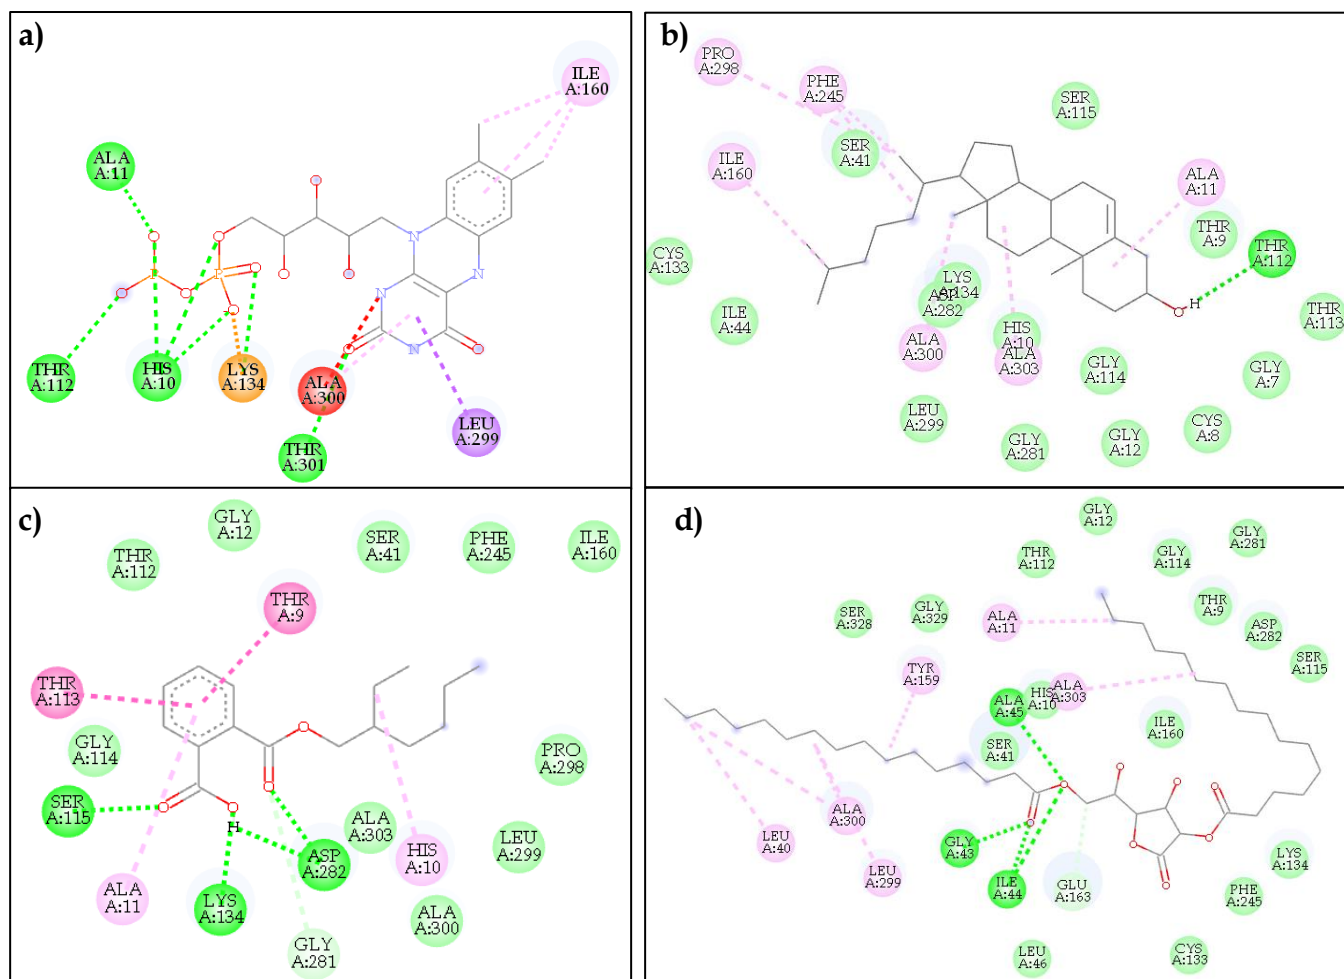 a)
ILE
A:160
ALA
A:11
P
P
N
N
N
N
THR
A:112
HIS
A:10
LYS
A:134
ALA
A:300
THR
A:301
LEU
A:299
b)
PRO
A:298
PHE
A:245
SER
A:115
SER
A:41
ILE
A:160
ALA
A:11
THR
A:9
THR
A:112
H
CYS
A:133
LYS
A:134
ASP
A:282
ILE
A:44
HIS
A:10
ALA
A:300
ALA
A:303
THR
A:113
GLY
A:114
GLY
A:7
LEU
A:299
GLY
A:281
GLY
A:12
CYS
A:8
c)
GLY
A:12
THR
A:112
SER
A:41
PHE
A:245
ILE
A:160
THR
A:9
THR
A:113
GLY
A:114
PRO
A:298
SER
A:115
H
ALA
A:303
ASP
A:282
HIS
A:10
LEU
A:299
ALA
A:11
LYS
A:134
ALA
A:300
GLY
A:281
d)
GLY
A:12
THR
A:112
GLY
A:114
GLY
A:281
SER
A:328
GLY
A:329
ALA
A:11
THR
A:9
ASP
A:282
SER
A:115
TYR
A:159
ALA
A:45
HIS
A:10
ALA
A:303
SER
A:41
ILE
A:160
ALA
A:300
LEU
A:40
LEU
A:299
GLY
A:43
ILE
A:44
GLU
A:163
LYS
A:134
PHE
A:245
LEU
A:46
CYS
A:133